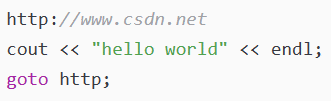 http://www.csdn.net
cout << "hello world" << endl;
goto http;